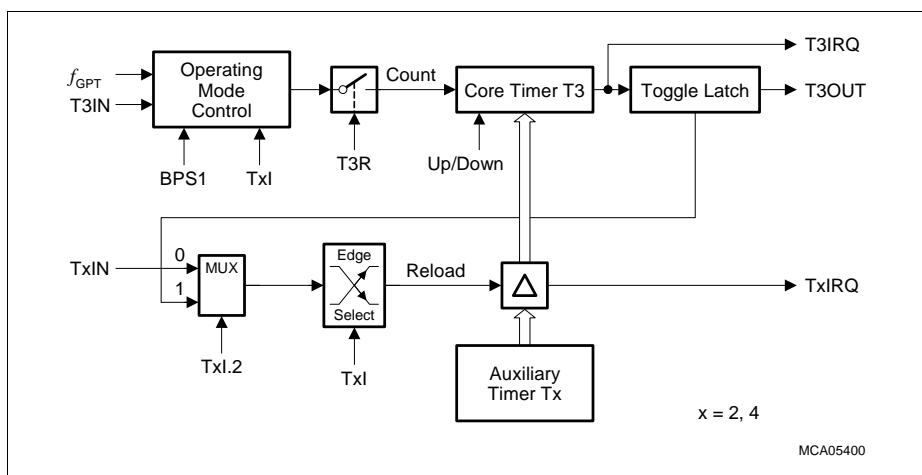 T3IRQ
f GPT
Operating
Mode
Control
Count
Core Timer T3
Toggle Latch
T3OUT
T3IN
BPS1
TxI
T3R
Up/Down
TxIN
0
1
MUX
Edge
Select
Reload
Δ
TxIRQ
TxI.2
TxI
Auxiliary
Timer Tx
x = 2, 4
MCA05400